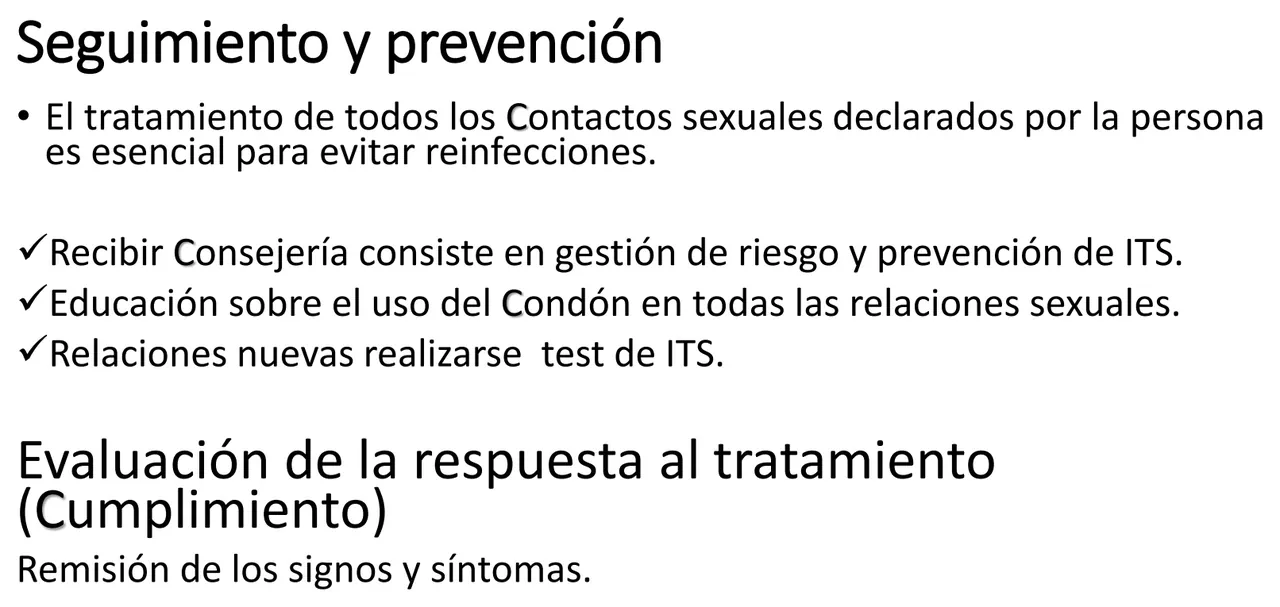 Seguimiento y prevención
• El tratamiento de todos los Contactos sexuales declarados por la persona
es esencial para evitar reinfecciones.
✓Recibir Consejería consiste en gestión de riesgo y prevención de ITS.
✓Educación sobre el uso del Condón en todas las relaciones sexuales.
✓Relaciones nuevas realizarse  test de ITS.
Evaluación de la respuesta al tratamiento
(Cumplimiento)
Remisión de los signos y síntomas.